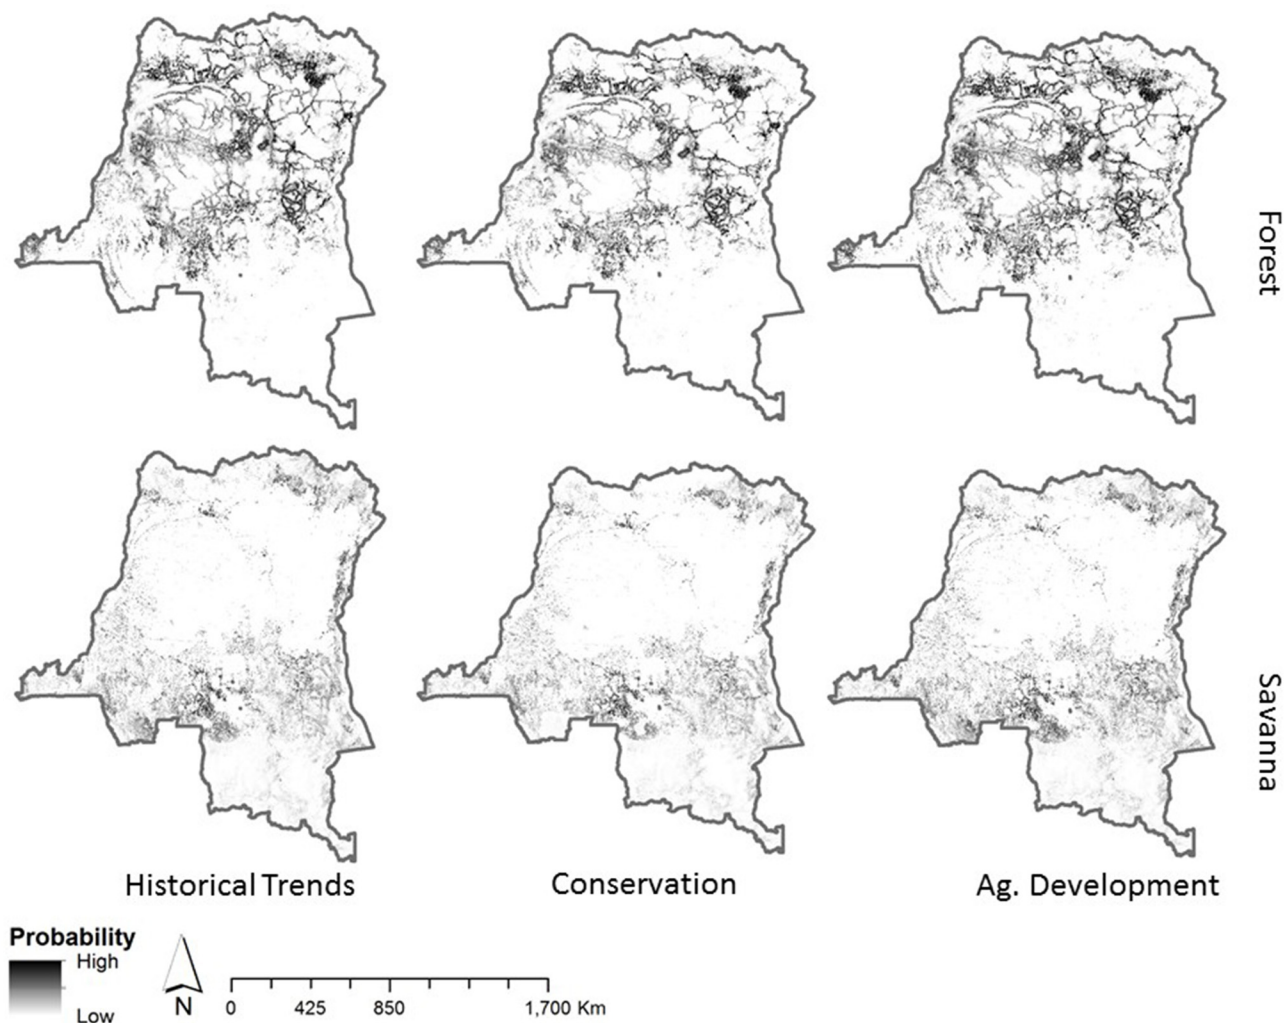 Forest
Savanna
Historical Trends
Conservation
Ag. Development
Probability
High
Low
N
0
425
850
1,700 Km